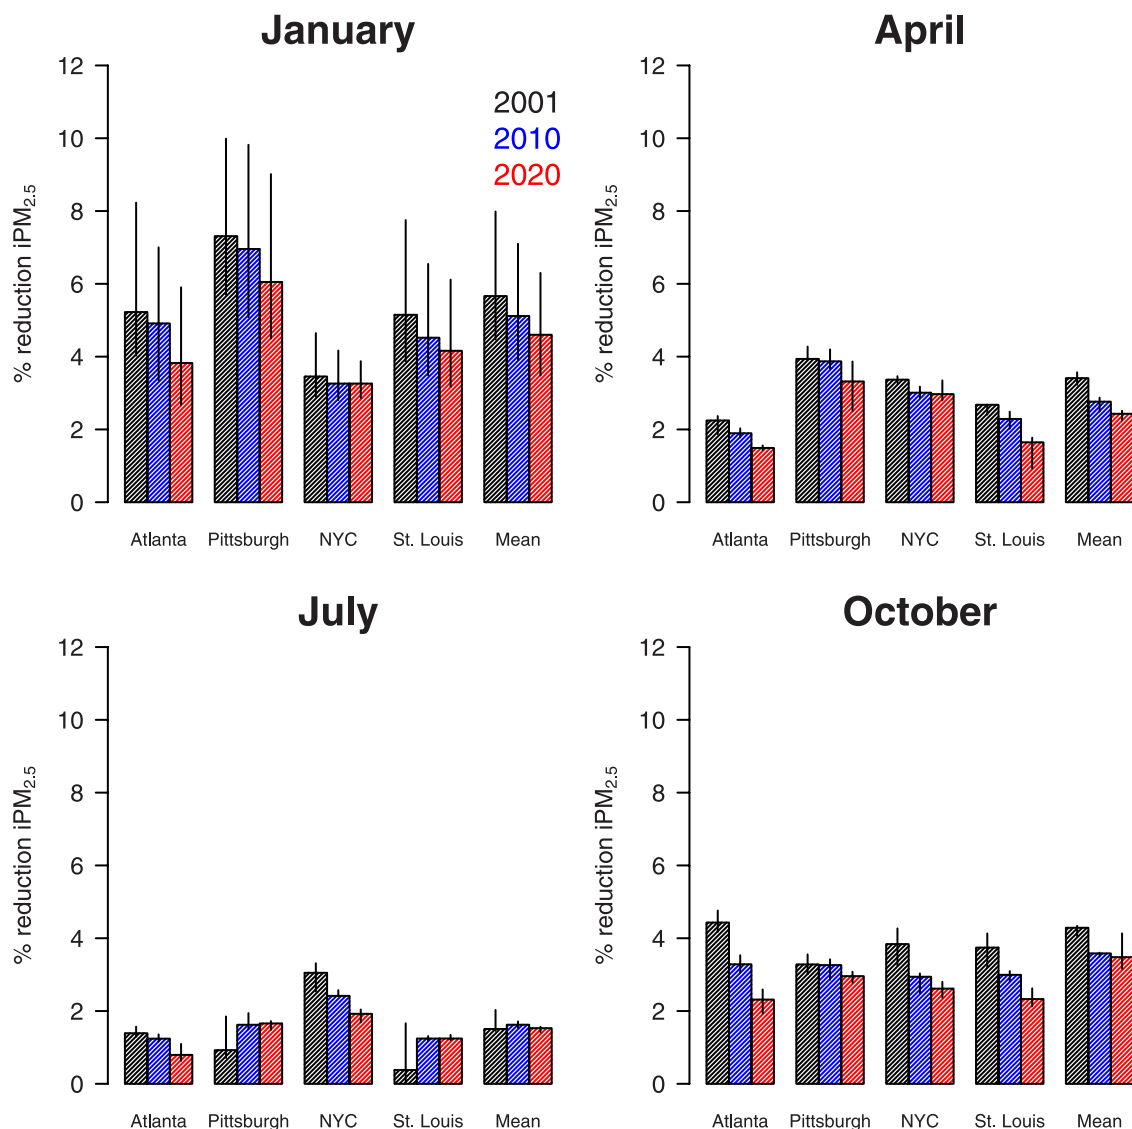 January
12
10
8
6
4
2
0
% reduction iPM2.5
2001
2010
2020
Atlanta Pittsburgh NYC St. Louis Mean
April
12
10
8
6
4
2
0
% reduction iPM2.5
Atlanta Pittsburgh NYC St. Louis Mean
July
12
10
8
6
4
2
0
% reduction iPM2.5
Atlanta Pittsburgh NYC St. Louis Mean
October
12
10
8
6
4
2
0
% reduction iPM2.5
Atlanta Pittsburgh NYC St. Louis Mean